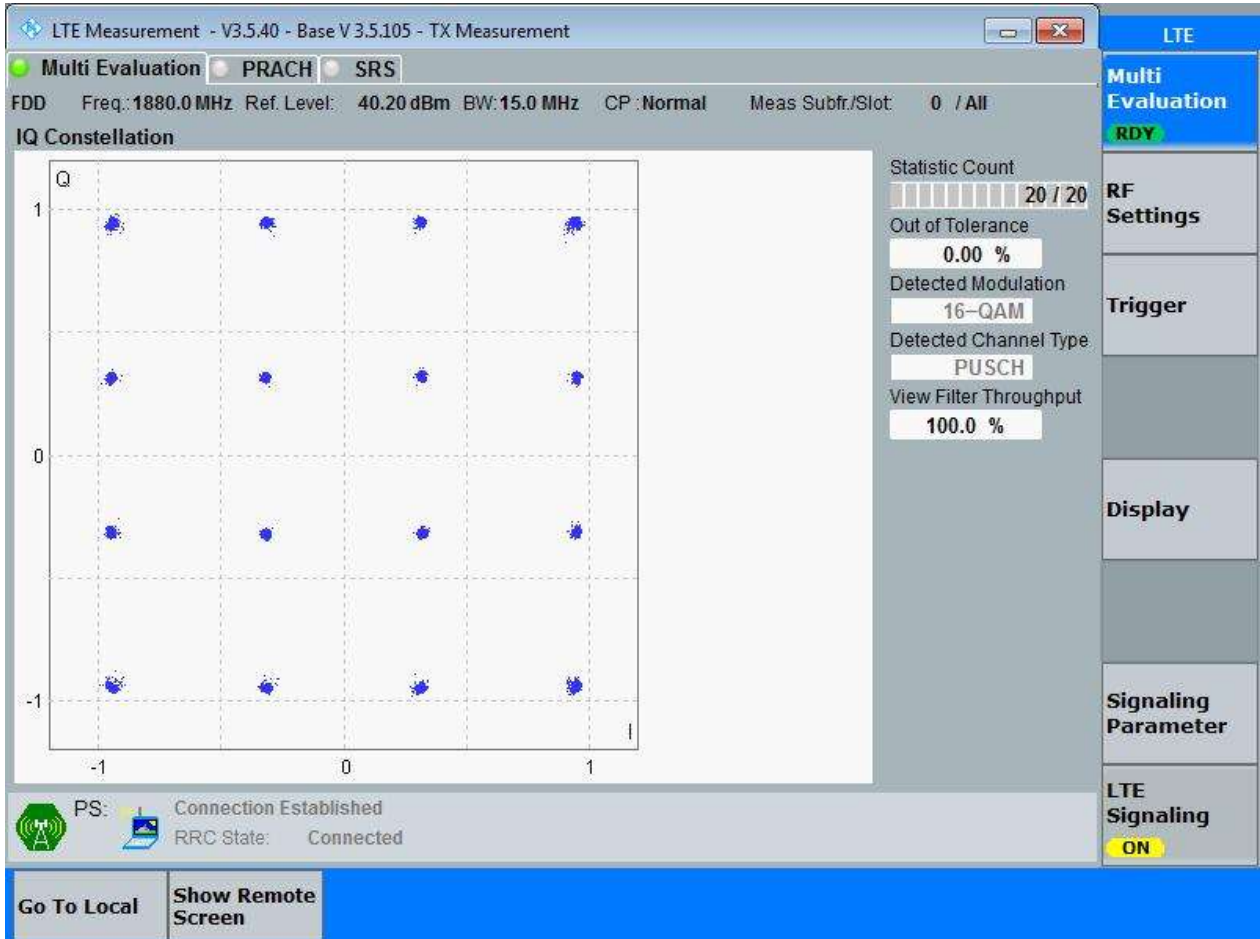 LTE Measurement - V3.5.40 - Base V 3.5.105 - TX Measurement
LTE
Multi Evaluation PRACH SRS
FDD Freq.: 1880.0 MHz Ref. Level: 40.20 dBm BW: 15.0 MHz CP : Normal Meas Subfr./Slot: 0 / All
IQ Constellation
Q
1
0
-1
I
-1 0 1
Statistic Count
20 / 20
Out of Tolerance
0.00 %
Detected Modulation
16-QAM
Detected Channel Type
PUSCH
View Filter Throughput
100.0 %
Multi
Evaluation
RDY
RF
Settings
Trigger
Display
Signaling
Parameter
LTE
Signaling
ON
PS: Connection Established
RRC State: Connected
Go To Local
Show Remote
Screen